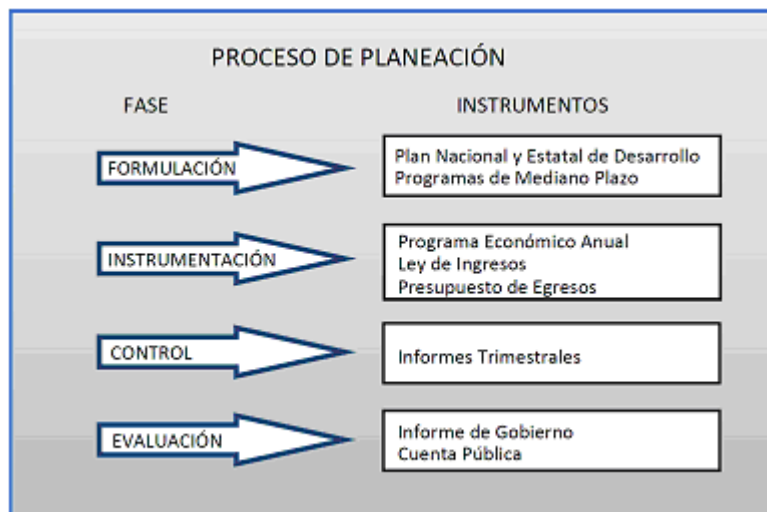 PROCESO DE PLANEACIÓN
FASE
INSTRUMENTOS
FORMULACIÓN
Plan Nacional y Estatal de Desarrollo
Programas de Mediano Plazo
INSTRUMENTACIÓN
Programa Económico Anual
Ley de Ingresos
Presupuesto de Egresos
CONTROL
Informes Trimestrales
EVALUACIÓN
Informe de Gobierno
Cuenta Pública